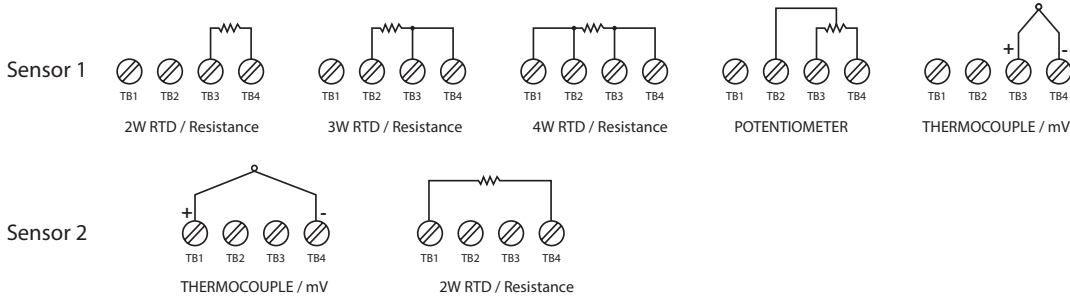 Sensor 1
+ - 
TB1 TB2 TB3 TB4 TB1 TB2 TB3 TB4 TB1 TB2 TB3 TB4 TB1 TB2 TB3 TB4 TB1 TB2 TB3 TB4
2W RTD / Resistance 3W RTD / Resistance 4W RTD / Resistance POTENTIOMETER THERMOCOUPLE / mV
Sensor 2
+ -
TB1 TB2 TB3 TB4 TB1 TB2 TB3 TB4
THERMOCOUPLE / mV 2W RTD / Resistance